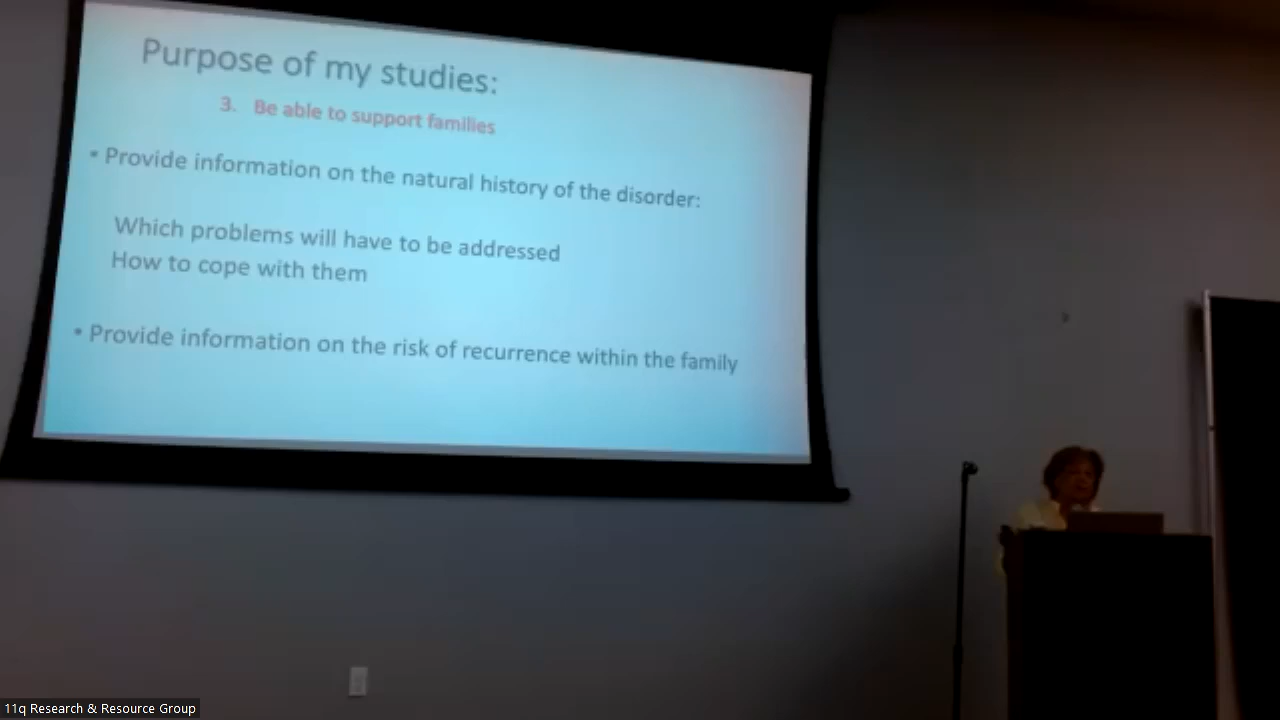 Purpose of my studies:
3. Be able to support families
• Provide information on the natural history of the disorder:
Which problems will have to be addressed
How to cope with them
• Provide information on the risk of recurrence within the family
11q Research & Resource Group